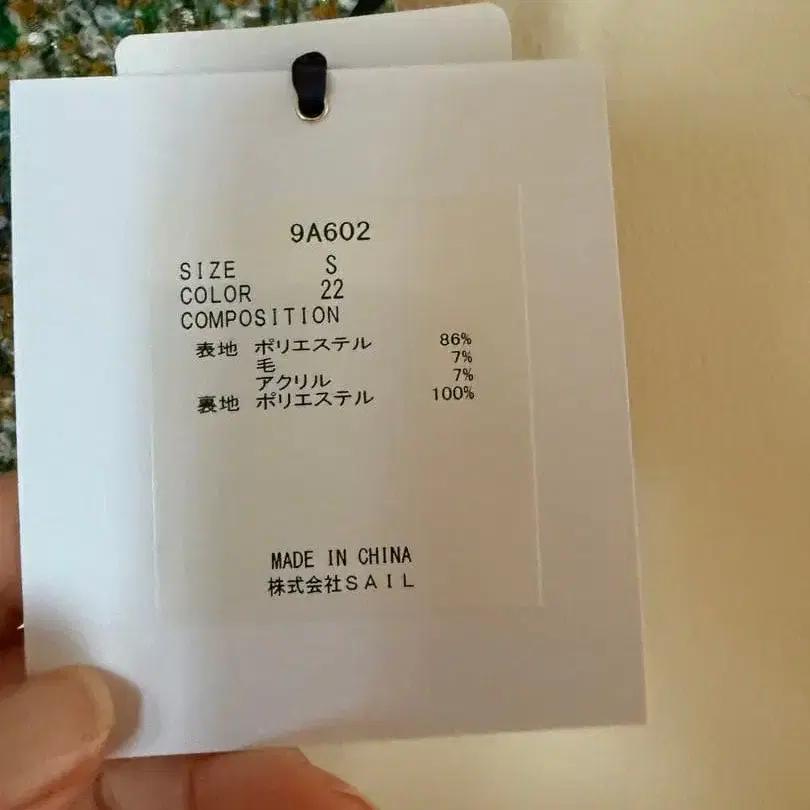 9A602
SIZE S
COLOR 22
COMPOSITION
表地 ポリエステル 86%
毛 7%
アクリル 7%
裏地 ポリエステル 100%
MADE IN CHINA
株式会社SAIL